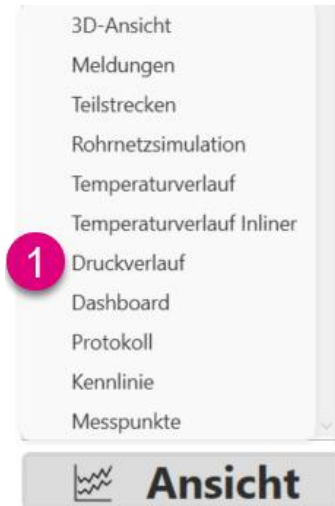 3D-Ansicht
Meldungen
Teilstrecken
Rohrnetzsimulation
Temperaturverlauf
Temperaturverlauf Inliner
1 Druckverlauf
Dashboard
Protokoll
Kennlinie
Messpunkte
Ansicht